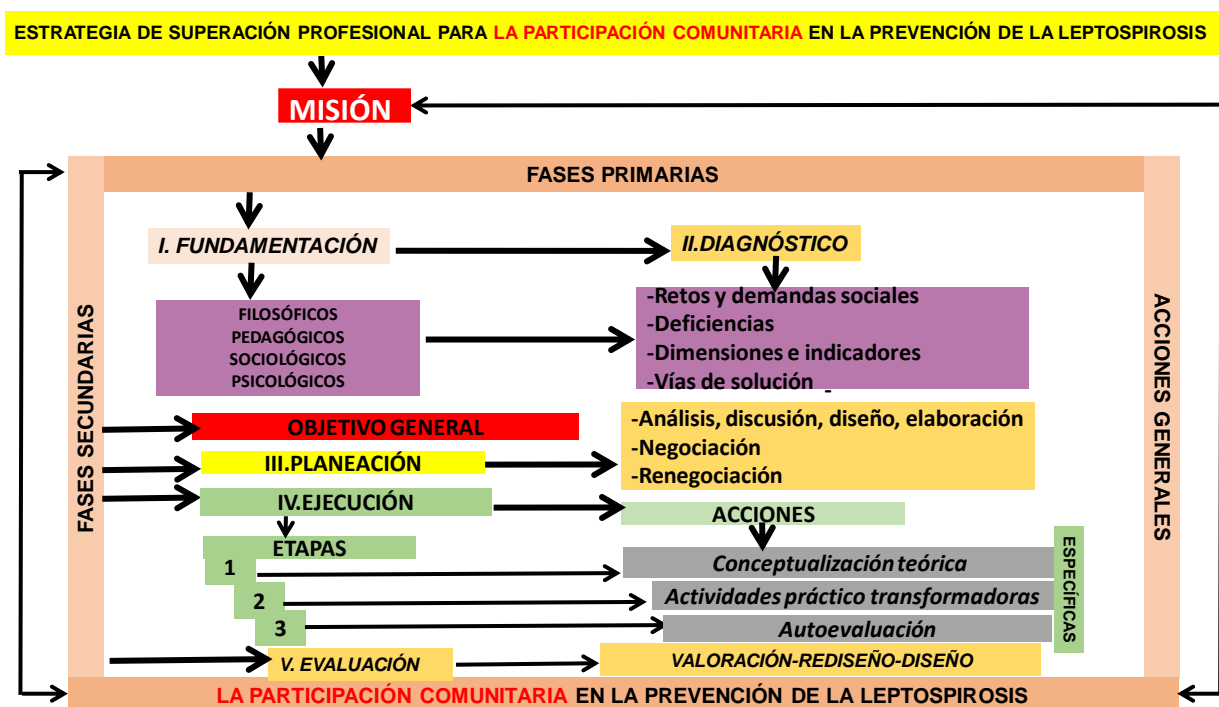 ESTRATEGIA DE SUPERACIÓN PROFESIONAL PARA LA PARTICIPACIÓN COMUNITARIA EN LA PREVENCIÓN DE LA LEPTOSPIROSIS
MISIÓN
FASES PRIMARIAS
FASES SECUNDARIAS
ACCIONES GENERALES
I. FUNDAMENTACIÓN
II.DIAGNÓSTICO
FILOSÓFICOS
PEDAGÓGICOS
SOCIOLÓGICOS
PSICOLÓGICOS
-Retos y demandas sociales
-Deficiencias
-Dimensiones e indicadores
-Vías de solución
OBJETIVO GENERAL
III.PLANEACIÓN
-Análisis, discusión, diseño, elaboración
-Negociación
-Renegociación
IV.EJECUCIÓN
ACCIONES
ETAPAS
ESPECÍFICAS
1
Conceptualización teórica
2
Actividades práctico transformadoras
3
Autoevaluación
V. EVALUACIÓN
VALORACIÓN-REDISEÑO-DISEÑO
LA PARTICIPACIÓN COMUNITARIA EN LA PREVENCIÓN DE LA LEPTOSPIROSIS